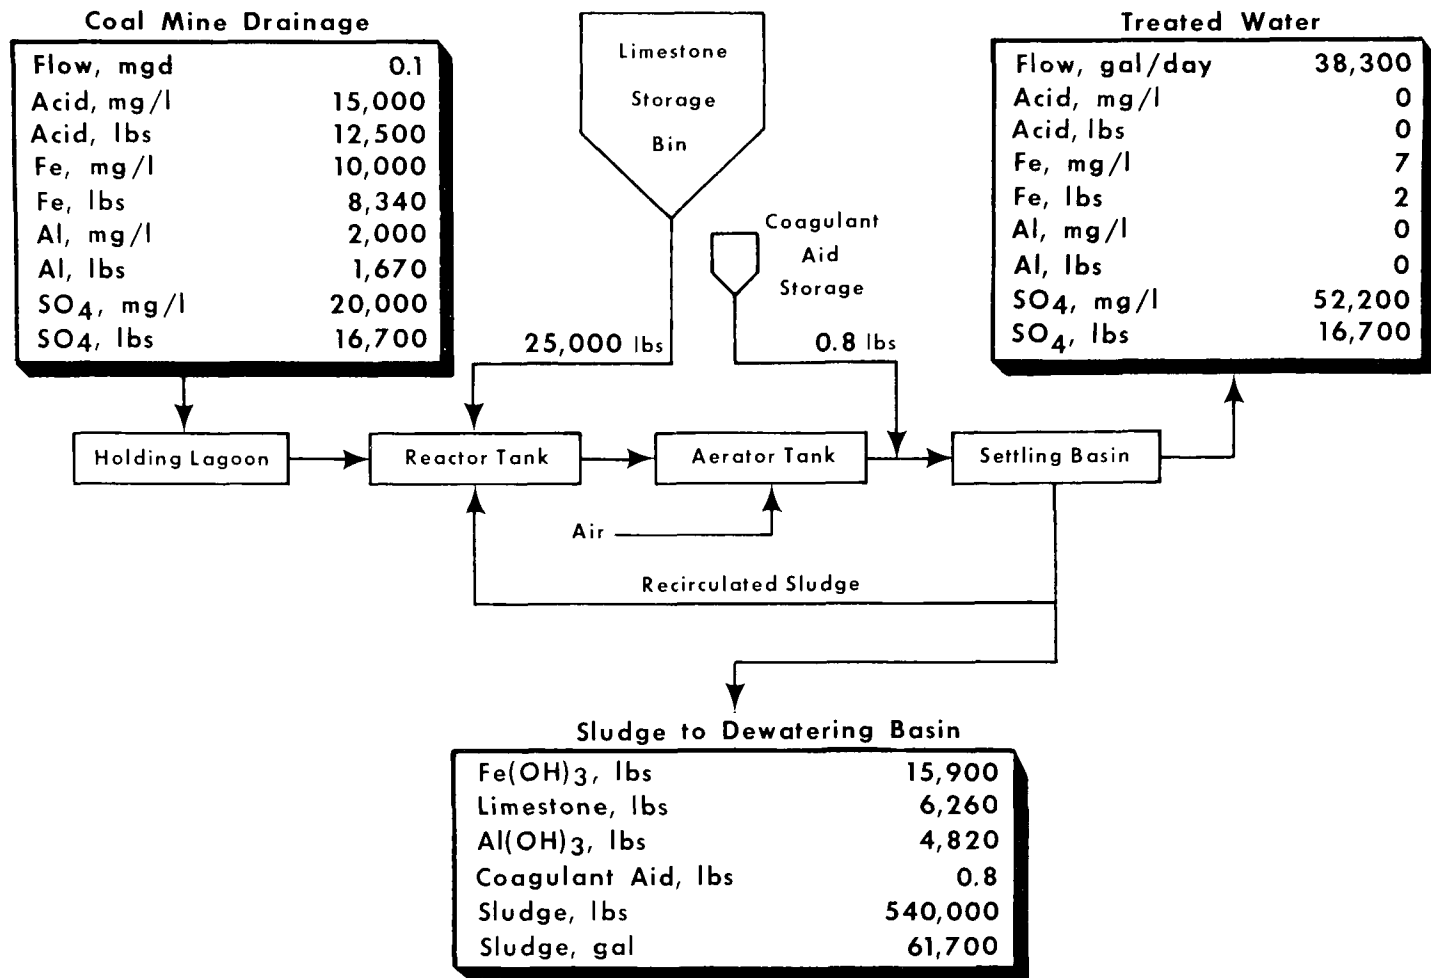 Coal Mine Drainage
Flow, mgd 0.1
Acid, mg/l 15,000
Acid, lbs 12,500
Fe, mg/l 10,000
Fe, lbs 8,340
Al, mg/l 2,000
Al, lbs 1,670
SO4, mg/l 20,000
SO4, lbs 16,700
Limestone
Storage
Bin
Coagulant
Aid
Storage
25,000 lbs
0.8 lbs
Treated Water
Flow, gal/day 38,300
Acid, mg/l 0
Acid, lbs 0
Fe, mg/l 7
Fe, lbs 2
Al, mg/l 0
Al, lbs 0
SO4, mg/l 52,200
SO4, lbs 16,700
Holding Lagoon
Reactor Tank
Aerator Tank
Settling Basin
Air
Recirculated Sludge
Sludge to Dewatering Basin
Fe(OH)3, lbs 15,900
Limestone, lbs 6,260
Al(OH)3, lbs 4,820
Coagulant Aid, lbs 0.8
Sludge, lbs 540,000
Sludge, gal 61,700